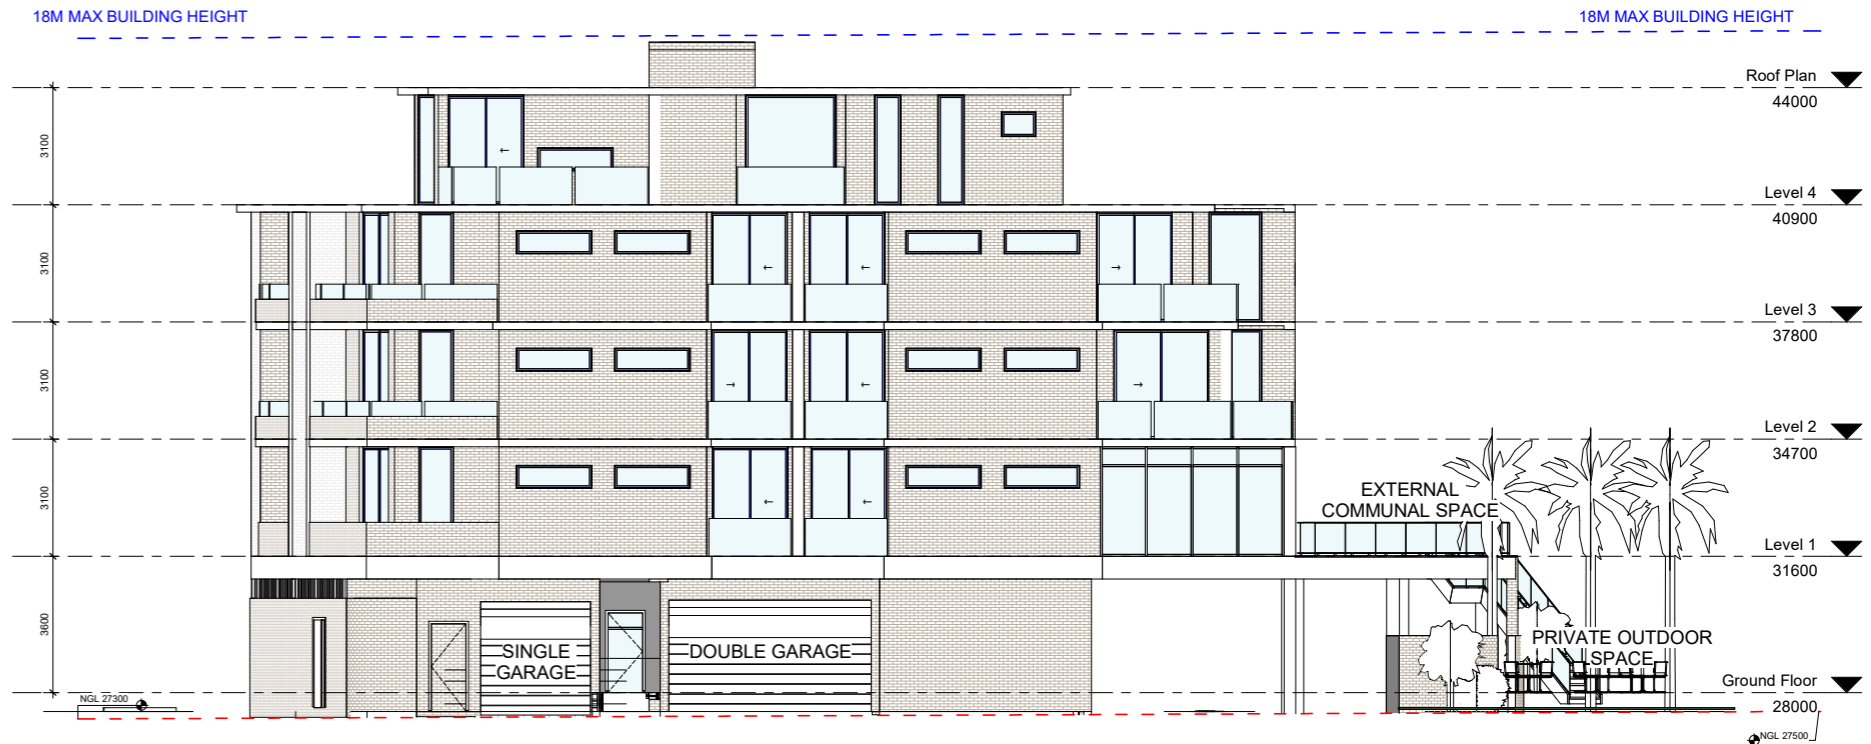 18M MAX BUILDING HEIGHT
18M MAX BUILDING HEIGHT
Roof Plan
44000
3100
Level 4
40900
3100
Level 3
37800
3100
Level 2
34700
3100
EXTERNAL
COMMUNAL SPACE
Level 1
31600
3600
SINGLE
GARAGE
DOUBLE GARAGE
PRIVATE OUTDOOR
SPACE
Ground Floor
28000
NGL 27300
NGL 27500